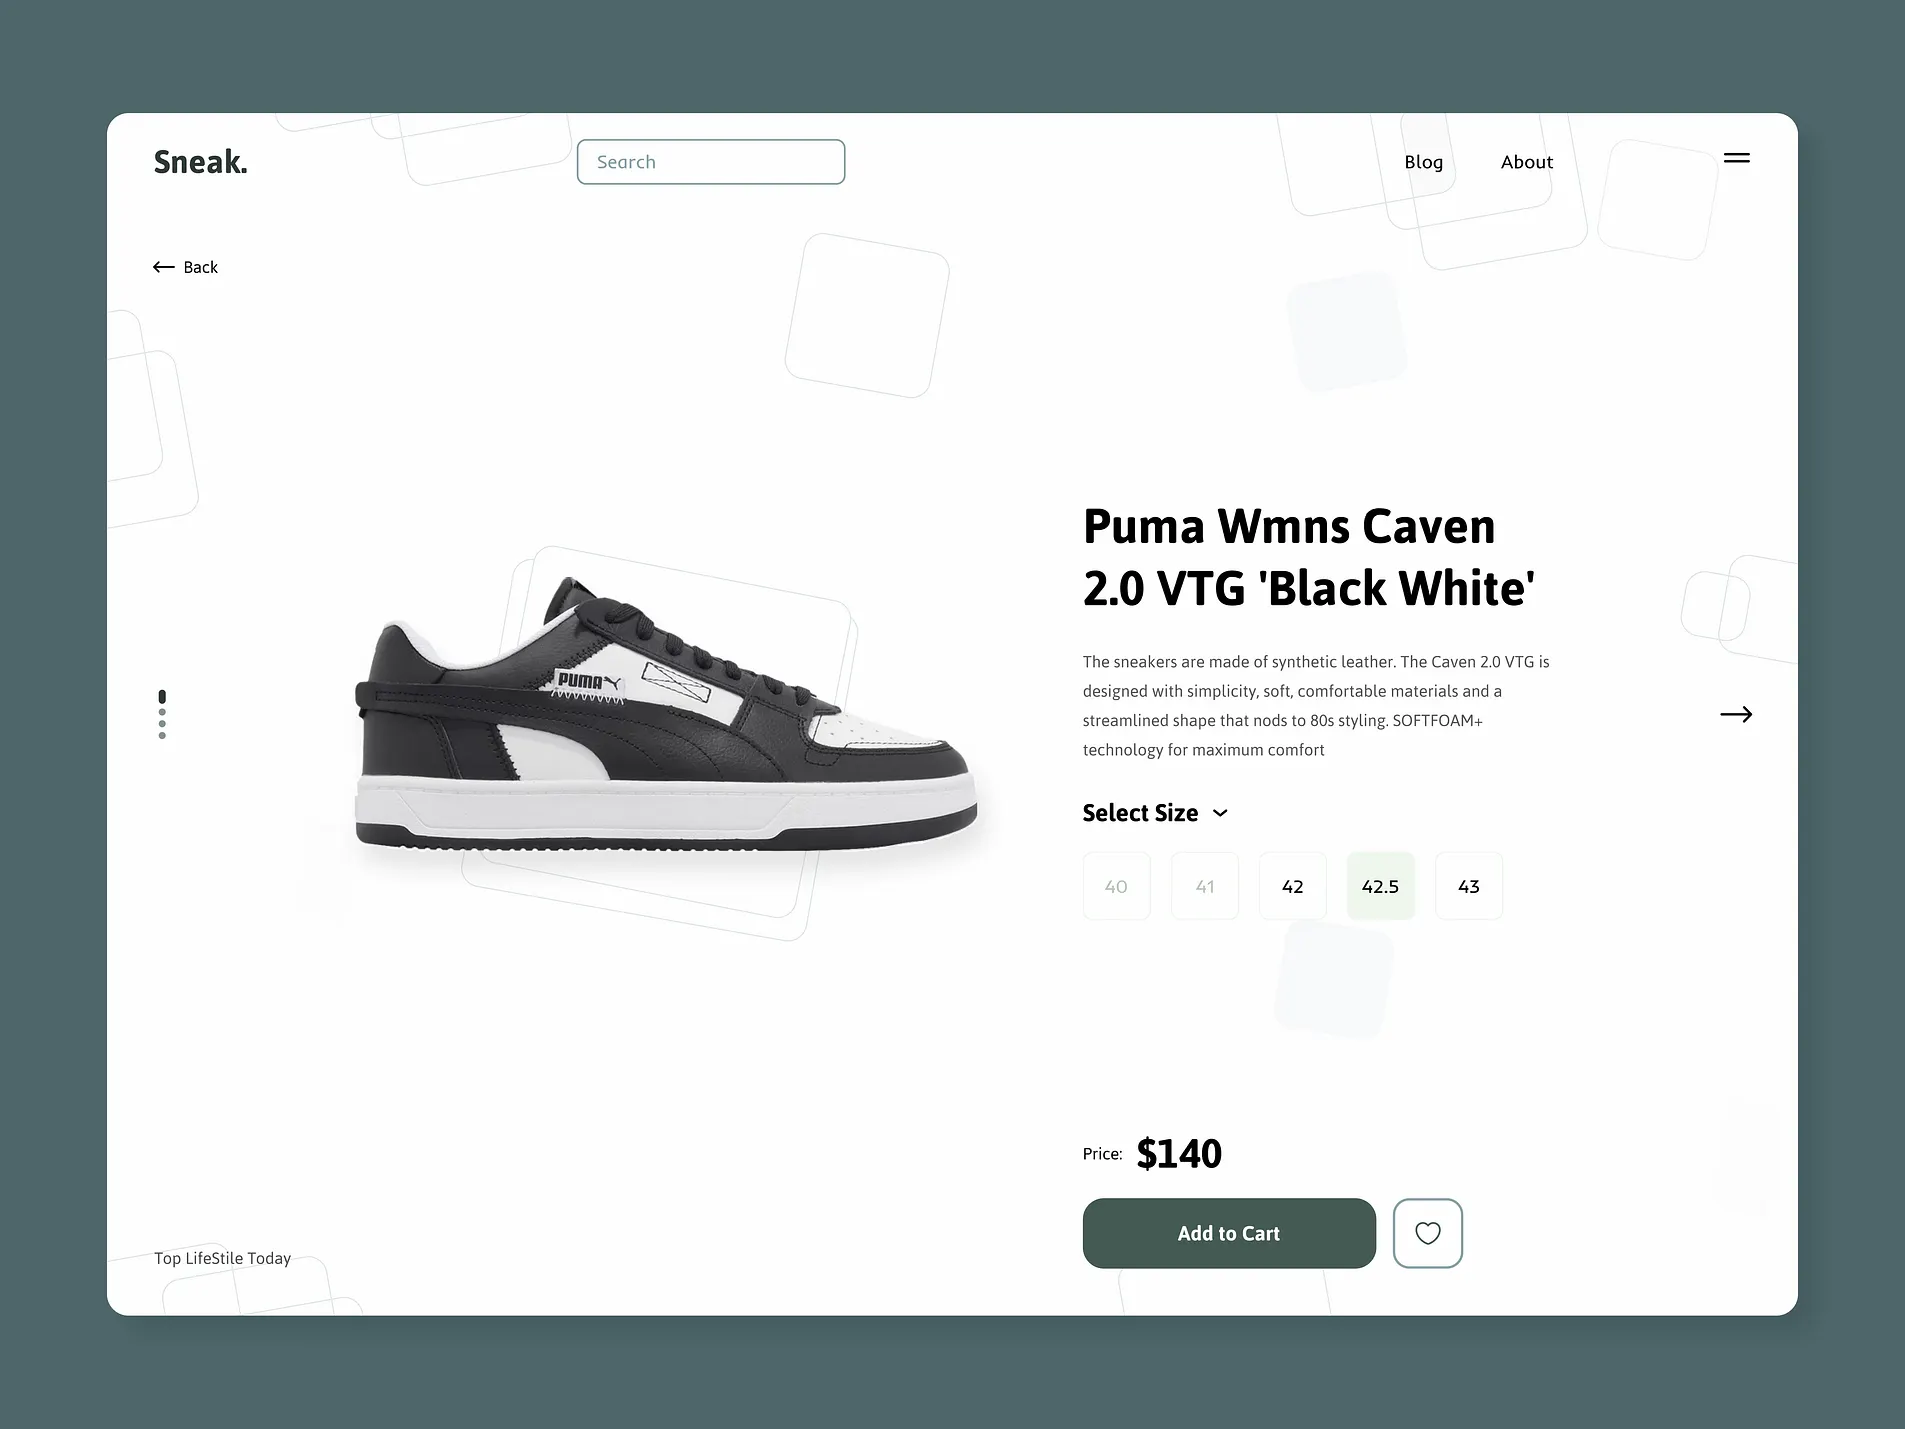 Sneak.
Search
Blog
About
Back
PUMA
Puma Wmns Caven
2.0 VTG 'Black White'
The sneakers are made of synthetic leather. The Caven 2.0 VTG is
designed with simplicity, soft, comfortable materials and a
streamlined shape that nods to 80s styling. SOFTFOAM+
technology for maximum comfort
Select Size
40
41
42
42.5
43
Price: $140
Add to Cart
Top LifeStile Today